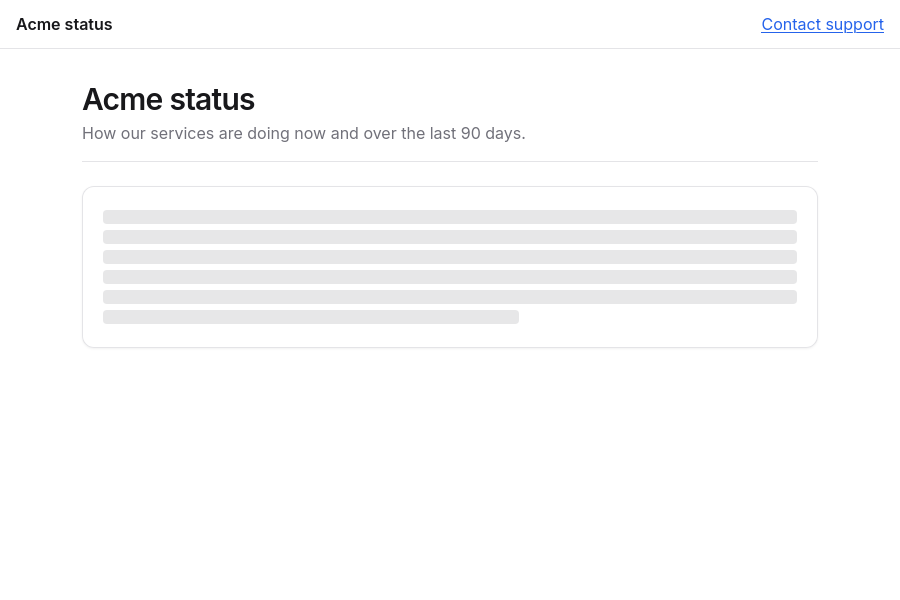 Acme status
Contact support
Acme status
How our services are doing now and over the last 90 days.